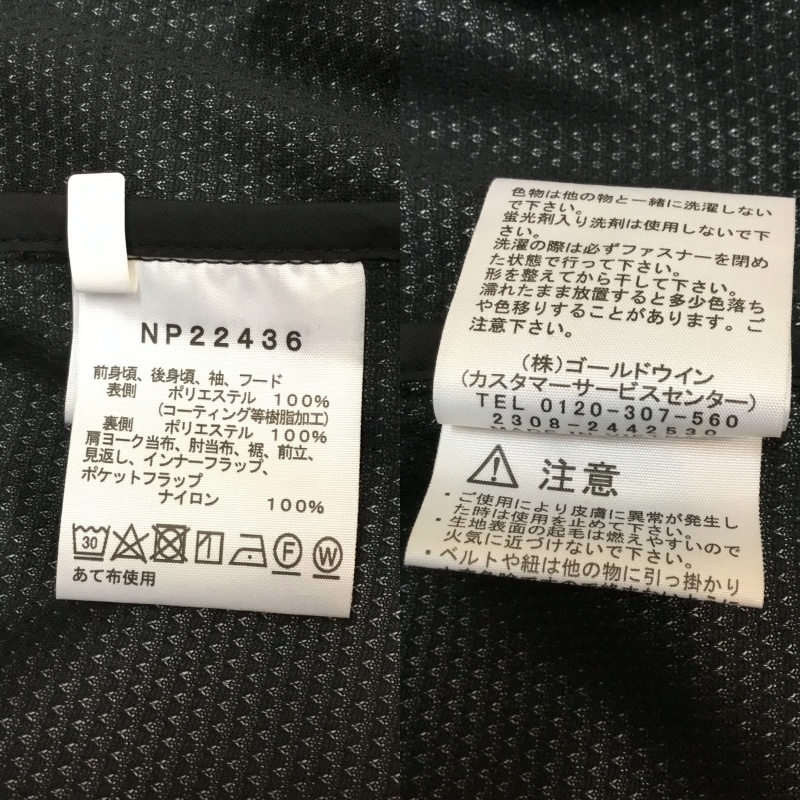 NP22436
前身頃、後身頃、袖、フード
表側 ポリエステル 100%
(コーティング等樹脂加工)
裏側 ポリエステル 100%
肩ヨーク当布、肘当布、裾、前立、
見返し、インナーフラップ、
ポケットフラップ
ナイロン 100%
30
F
W
あて布使用
色物は他の物と一緒に洗濯しない
で下さい。
蛍光剤入り洗剤は使用しないで下
さい。
洗濯の際は必ずファスナーを閉め
た状態で行って下さい。
形を整えてから干して下さい。
濡れたまま放置すると多少色落ち
や色移りすることがあります。ご
注意下さい。
(株)ゴールドウイン
(カスタマーサービスセンター)
TEL 0120-307-560
2308-2442530
注意
・ご使用により皮膚に異常が発生し
た時は使用を止めて下さい。
・生地表面の起毛は燃えやすいので
火気に近づけないで下さい。
・ベルトや紐は他の物に引っ掛かり